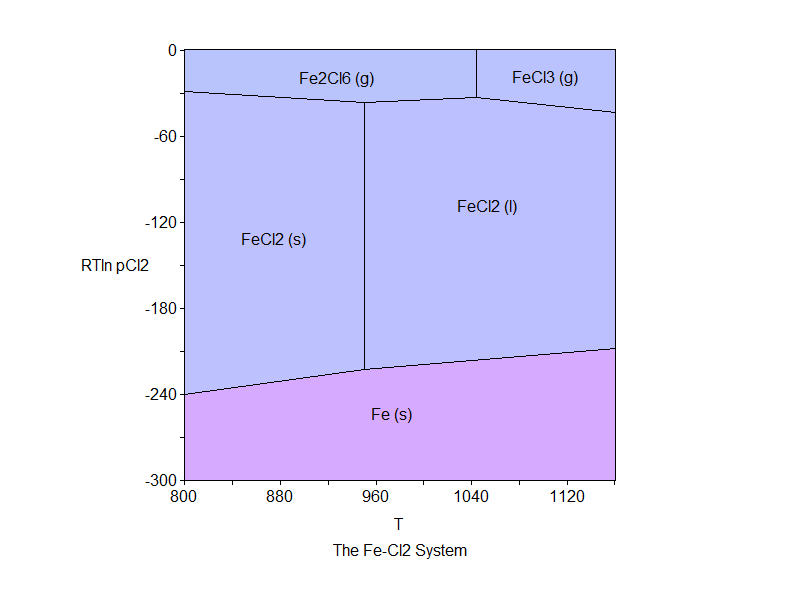 0
Fe2Cl6 (g)
FeCl3 (g)
-60
FeCl2 (l)
-120
FeCl2 (s)
RTln pCl2
-180
-240
Fe (s)
-300
800 880 960 1040 1120
T
The Fe-Cl2 System